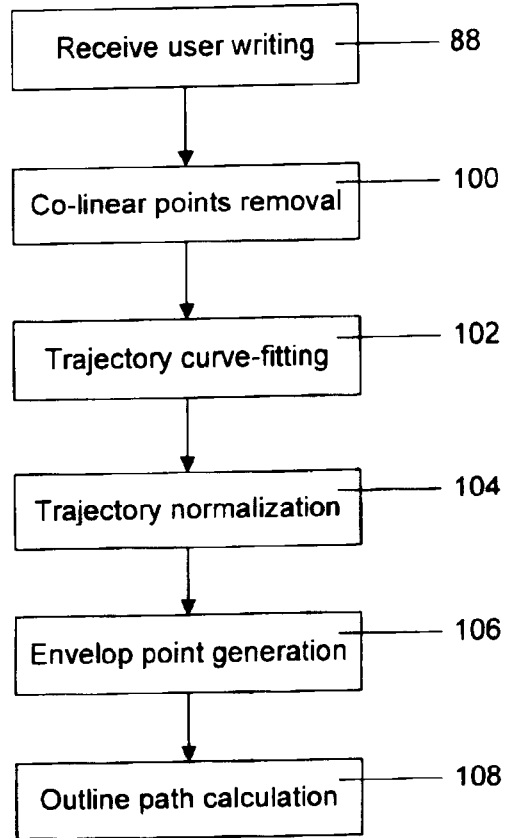 Receive user writing 88
Co-linear points removal 100
Trajectory curve-fitting 102
Trajectory normalization 104
Envelop point generation 106
Outline path calculation 108